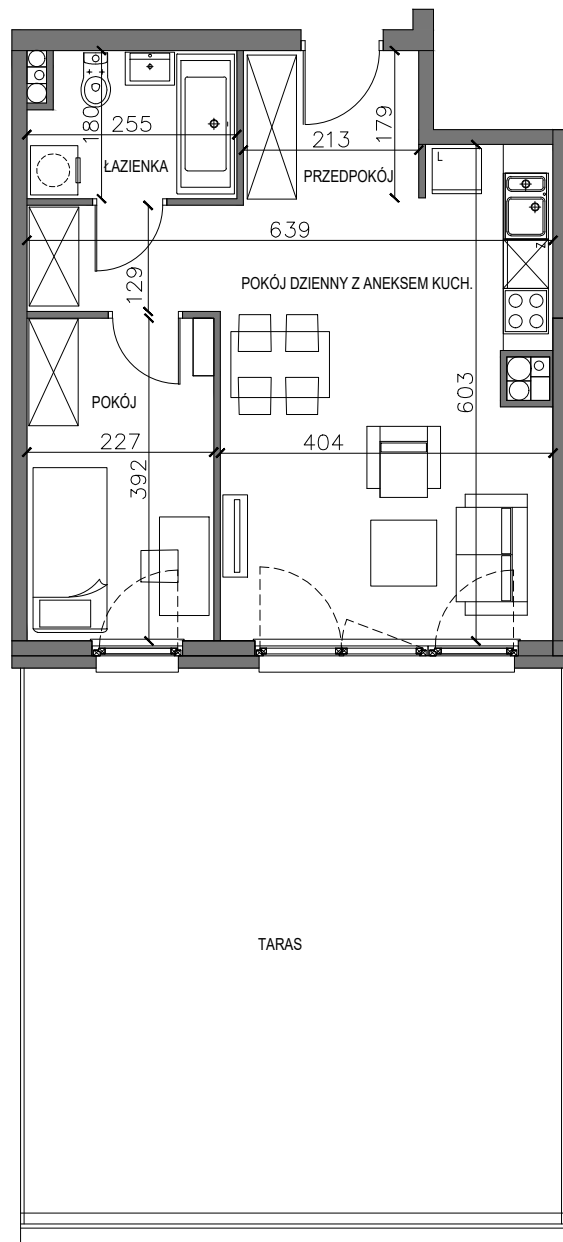 180
255
ŁAZIENKA
213
PRZEDPOKÓJ
179
L
639
Z
129
POKÓJ DZIENNY Z ANEKSEM KUCH.
603
POKÓJ
227
392
404
TARAS